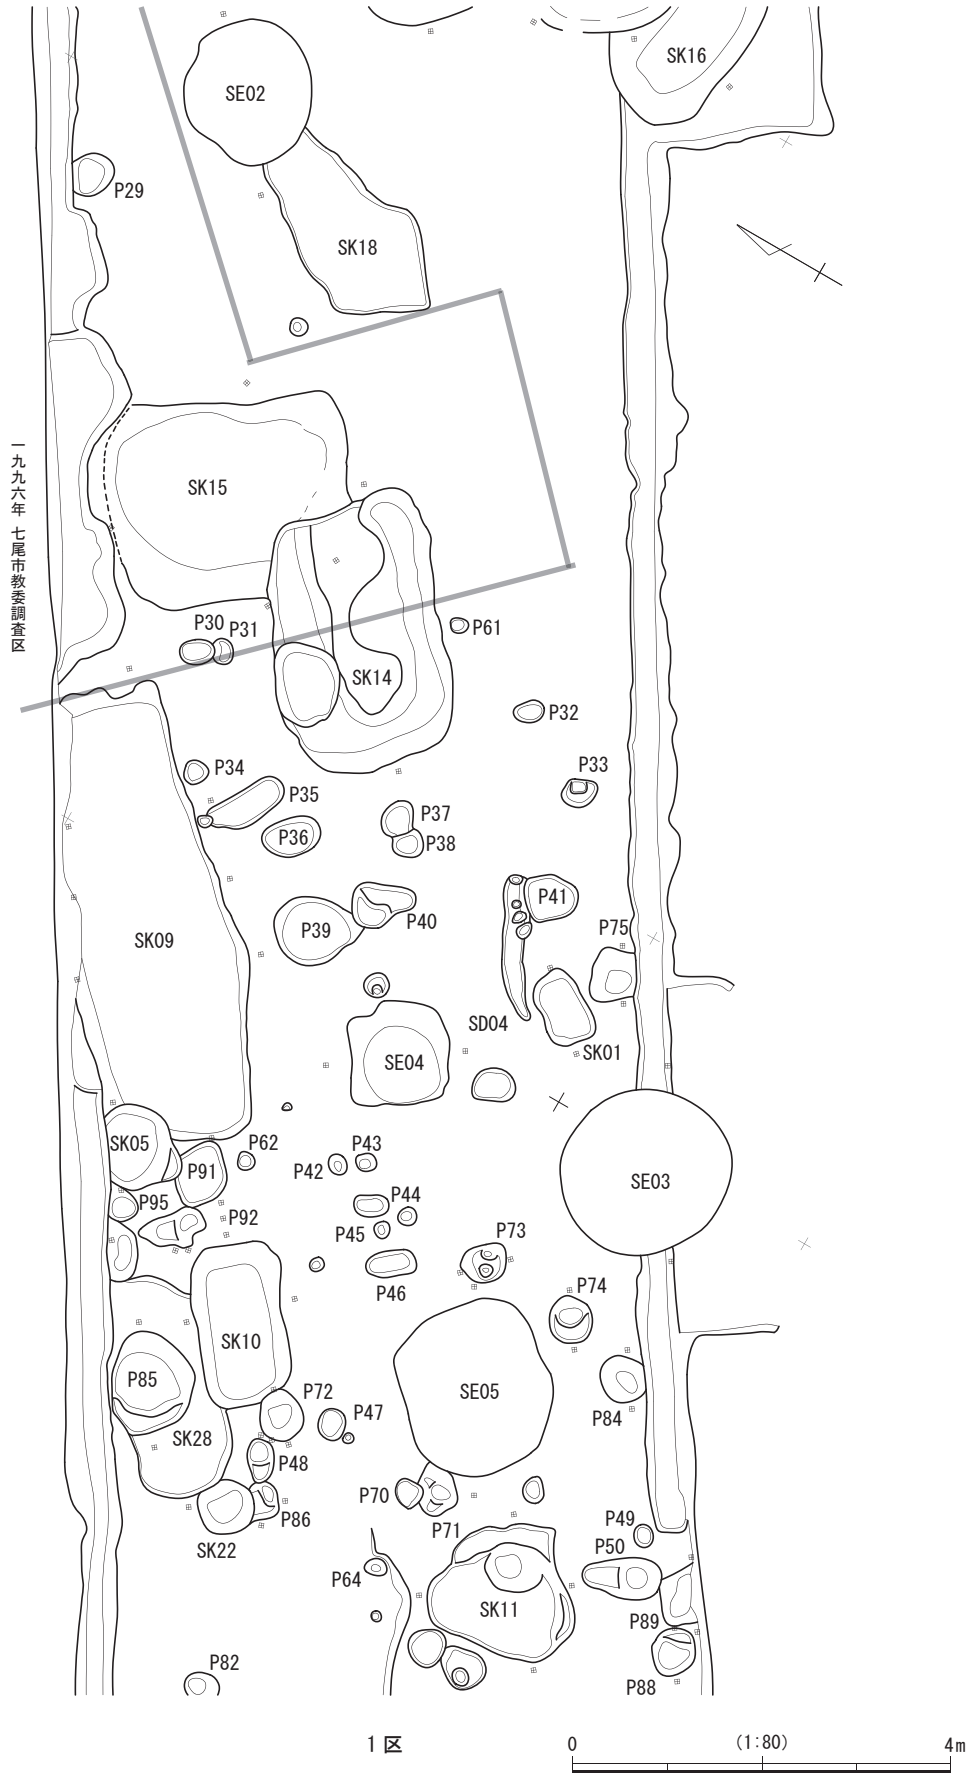 SK16
SE02
P29
SK18
一九九六年 七尾市教委調査区
SK15
P30
P31
P61
SK14
P32
P33
P34
P35
P37
P36
P38
P41
P40
P39
P75
SK09
SD04
SK01
SE04
SK05
P62
P43
P42
P91
SE03
P95
P44
P92
P45
P73
P46
P74
SK10
P85
SE05
P72
P47
P84
SK28
P48
P70
P86
P49
P71
P50
SK22
P64
SK11
P89
P82
P88
1区
0
(1:80)
4m